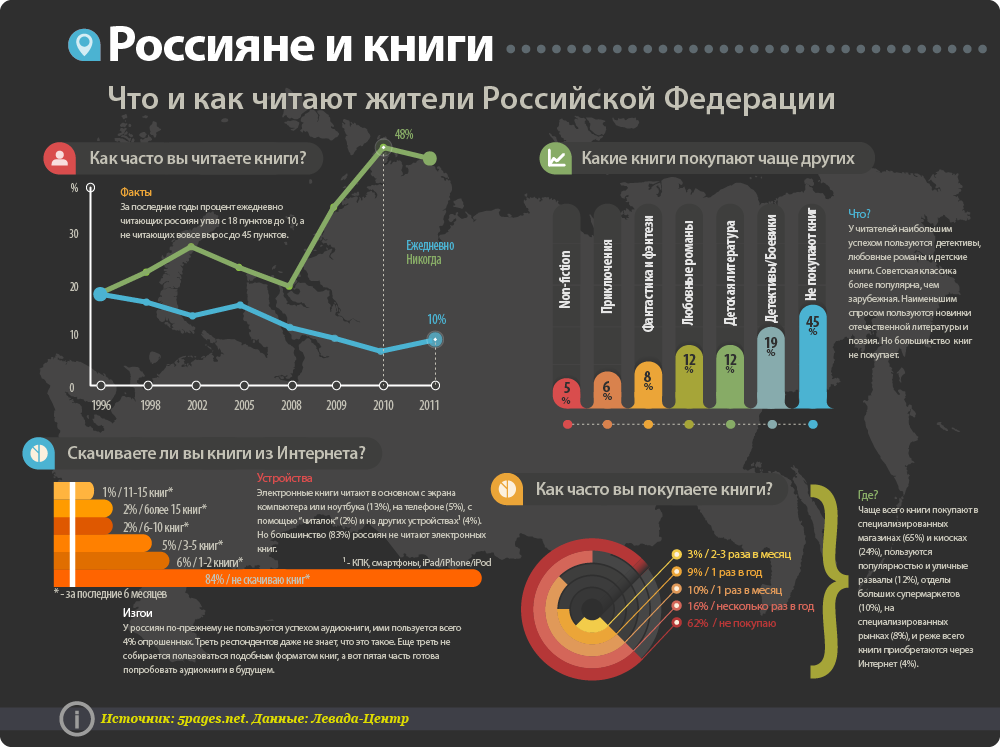 Россияне и книги
Что и как читают жители Российской Федерации
Как часто вы читаете книги?
48%
%
Факты
За последние годы процент ежедневно
читающих россиян упал с 18 пунктов до 10, а
не читающих вовсе вырос до 45 пунктов.
30
20
10
0
Ежедневно
Никогда
10%
1996
1998
2002
2005
2008
2009
2010
2011
Какие книги покупают чаще других
Non-fiction
Приключения
Фантастика и фэнтези
Любовные романы
Детская литература
Детективы/Боевики
Не покупают книг
5
%
6
%
8
%
12
%
12
%
19
%
45
%
Что?
У читателей наибольшим
успехом пользуются детективы,
любовные романы и детские
книги. Советская классика
более популярна, чем
зарубежная. Наименьшим
спросом пользуются новинки
отечественной литературы и
поэзия. Но большинство книг
не покупает.
Скачиваете ли вы книги из Интернета?
1% / 11-15 книг*
2% / более 15 книг*
2% / 6-10 книг*
5% / 3-5 книг*
6% / 1-2 книги*
84% / не скачиваю книг*
* - за последние 6 месяцев
Устройства
Электронные книги читают в основном с экрана
компьютера или ноутбука (13%), на телефоне (5%), с
помощью "читалок" (2%) и на других устройствах¹ (4%).
Но большинство (83%) россиян не читают электронных
книг.
¹ - КПК, смартфоны, iPad/iPhone/iPod
Изгои
У россиян по-прежнему не пользуются успехом аудиокниги, ими пользуется всего
4% опрошенных. Треть респондентов даже не знает, что это такое. Еще треть не
собирается пользоваться подобным форматом книг, а вот пятая часть готова
попробовать аудиокниги в будущем.
Как часто вы покупаете книги?
3% / 2-3 раза в месяц
9% / 1 раз в год
10% / 1 раз в месяц
16% / несколько раз в год
62% / не покупаю
Где?
Чаще всего книги покупают в
специализированных
магазинах (65%) и киосках
(24%), пользуются
популярностью и уличные
развалы (12%), отделы
больших супермаркетов
(10%), на
специализированных
рынках (8%), и реже всего
книги приобретаются через
Интернет (4%).
Источник: 5pages.net. Данные: Левада-Центр